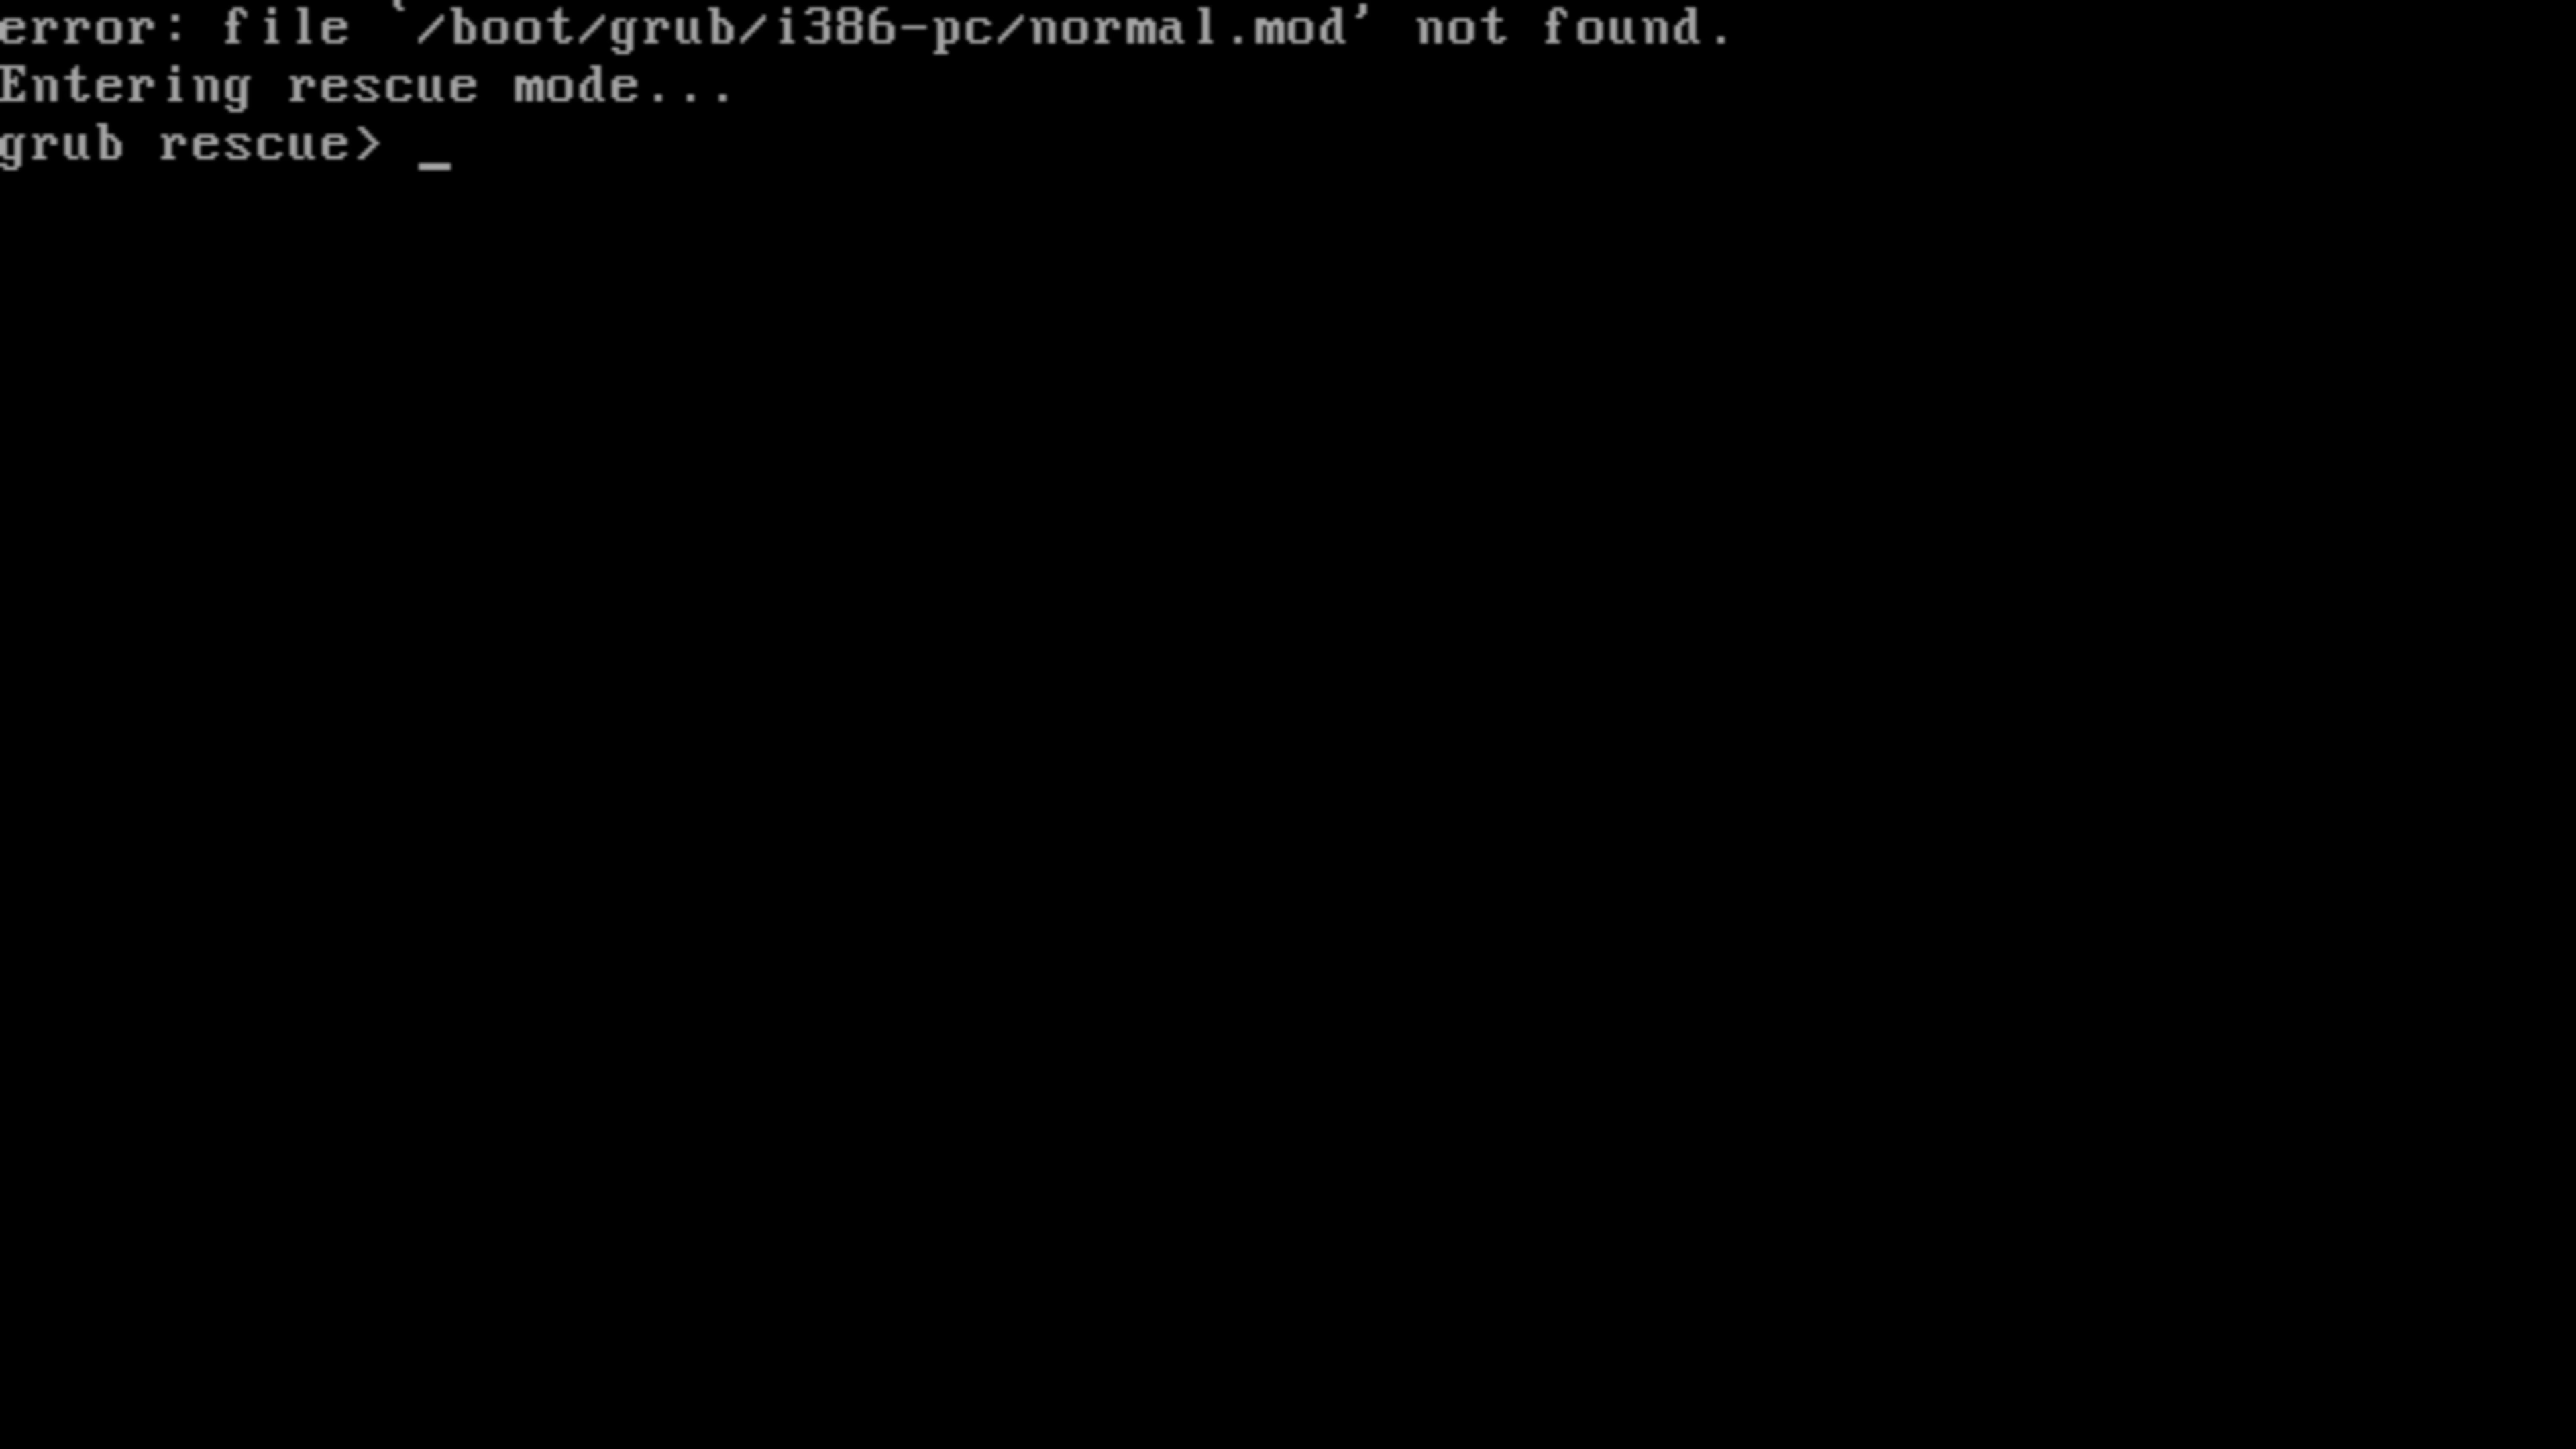 error: file `/boot/grub/i386-pc/normal.mod' not found.
Entering rescue mode...
grub rescue> _